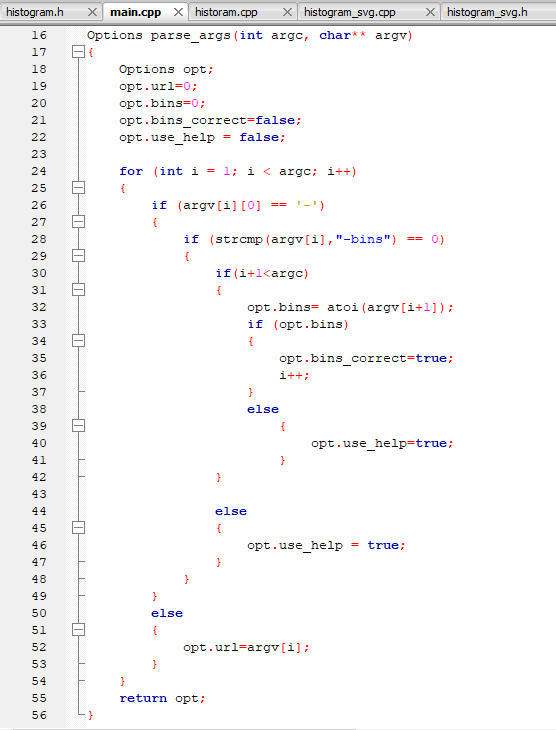 histogram.h main.cpp historam.cpp histogram_svg.cpp histogram_svg.h
16 Options parse_args(int argc, char** argv)
17 {
18     Options opt;
19     opt.url=0;
20     opt.bins=0;
21     opt.bins_correct=false;
22     opt.use_help = false;
23
24     for (int i = 1; i < argc; i++)
25     {
26         if (argv[i][0] == '-')
27         {
28             if (strcmp(argv[i],"-bins") == 0)
29             {
30                 if(i+1<argc)
31                 {
32                     opt.bins= atoi(argv[i+1]);
33                     if (opt.bins)
34                     {
35                         opt.bins_correct=true;
36                         i++;
37                     }
38                     else
39                         {
40                             opt.use_help=true;
41                         }
42                 }
43
44                 else
45                 {
46                     opt.use_help = true;
47                 }
48             }
49         }
50         else
51         {
52             opt.url=argv[i];
53         }
54     }
55     return opt;
56 }